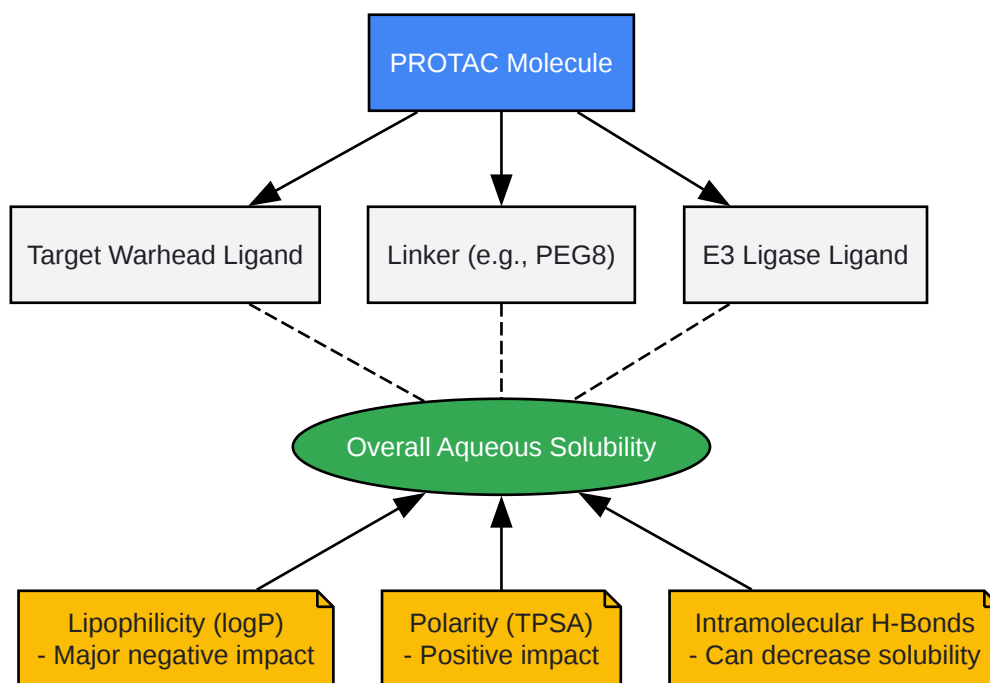 PROTAC Molecule
Target Warhead Ligand
Linker (e.g., PEG8)
E3 Ligase Ligand
Overall Aqueous Solubility
Lipophilicity (logP)
- Major negative impact
Polarity (TPSA)
- Positive impact
Intramolecular H-Bonds
- Can decrease solubility